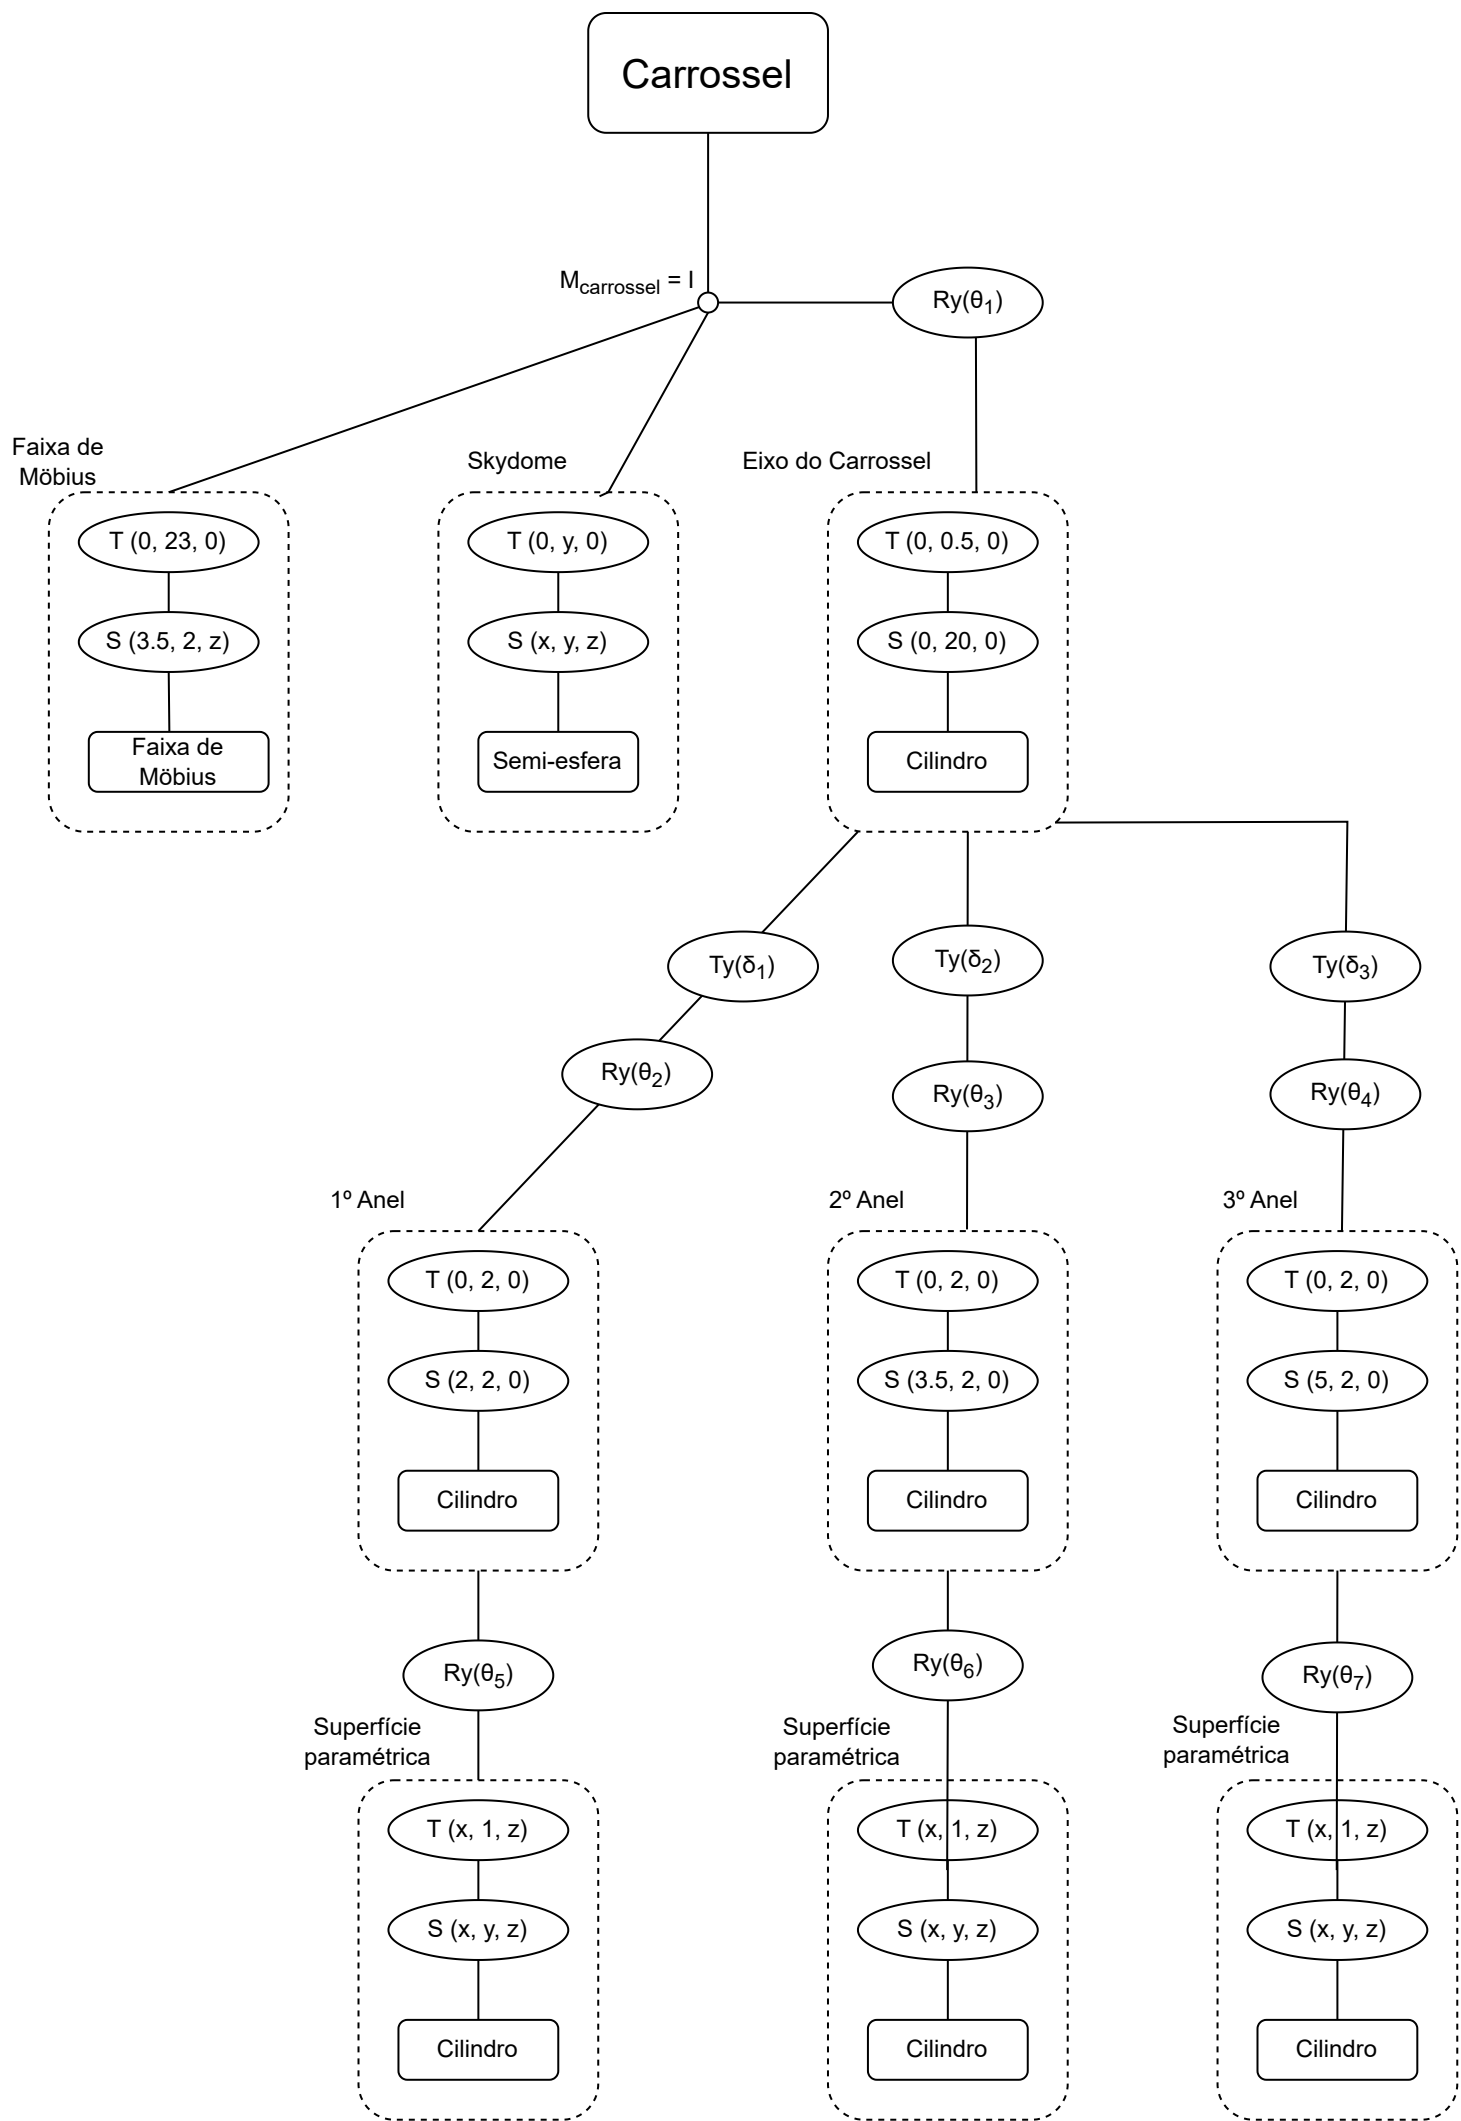 Carrossel
Mcarrossel = I
Ry(θ1)
Faixa de
Möbius
Skydome
Eixo do Carrossel
T (0, 23, 0)
T (0, y, 0)
T (0, 0.5, 0)
S (3.5, 2, z)
S (x, y, z)
S (0, 20, 0)
Faixa de
Möbius
Semi-esfera
Cilindro
Ty(δ1)
Ty(δ2)
Ty(δ3)
Ry(θ2)
Ry(θ3)
Ry(θ4)
1º Anel
2º Anel
3º Anel
T (0, 2, 0)
T (0, 2, 0)
T (0, 2, 0)
S (2, 2, 0)
S (3.5, 2, 0)
S (5, 2, 0)
Cilindro
Cilindro
Cilindro
Ry(θ5)
Ry(θ6)
Ry(θ7)
Superfície
paramétrica
Superfície
paramétrica
Superfície
paramétrica
T (x, 1, z)
T (x, 1, z)
T (x, 1, z)
S (x, y, z)
S (x, y, z)
S (x, y, z)
Cilindro
Cilindro
Cilindro